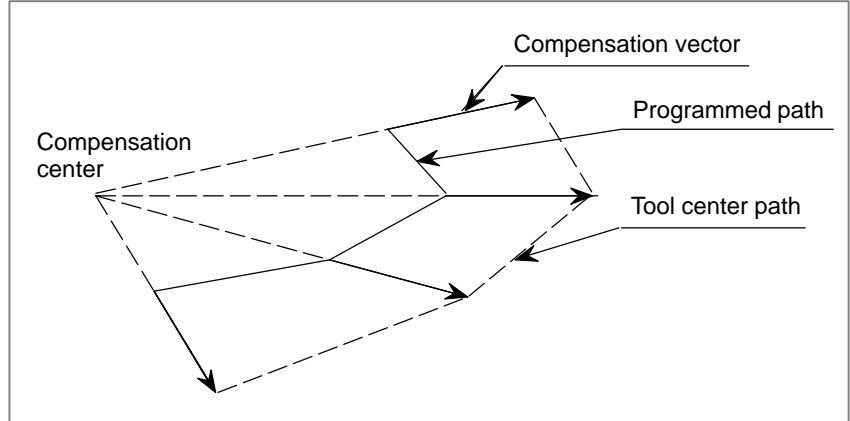 Compensation vector
Programmed path
Compensation
center
Tool center path